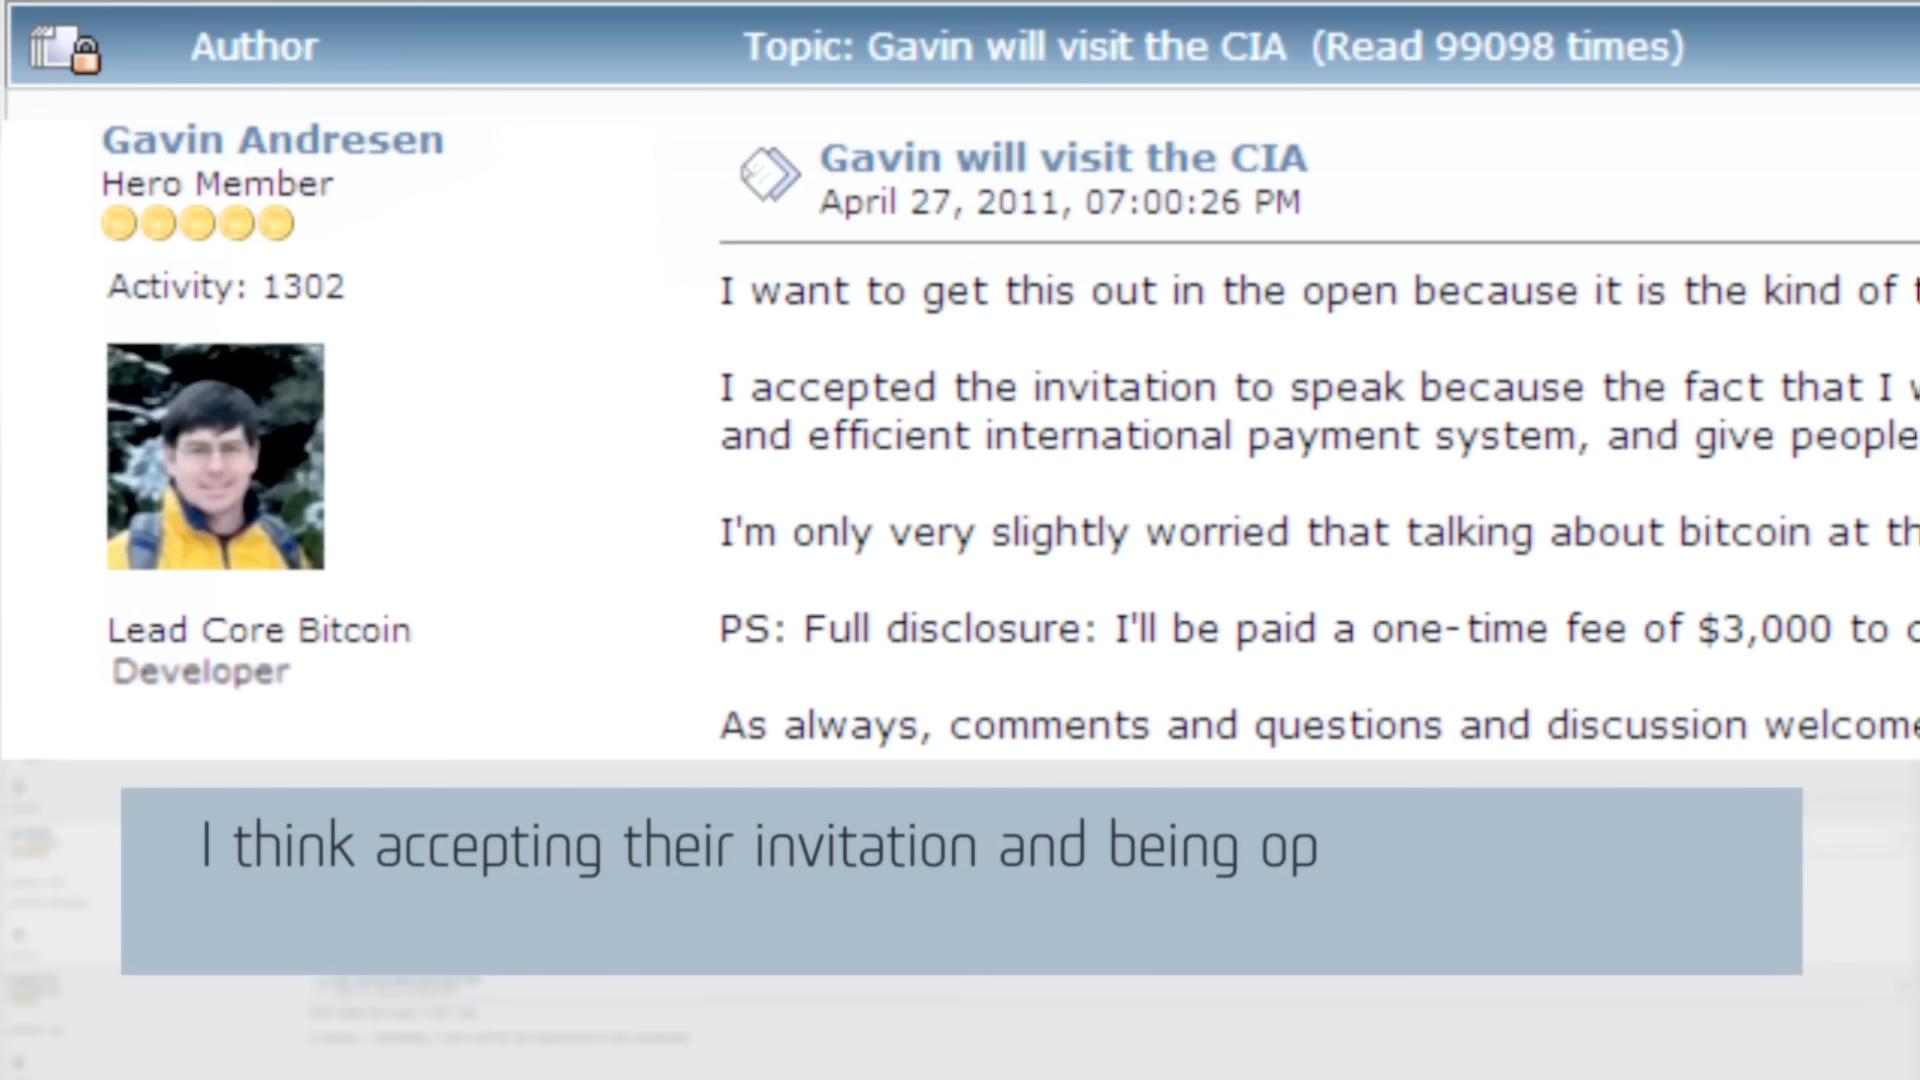 Author
Topic: Gavin will visit the CIA (Read 99098 times)
Gavin Andresen
Hero Member
Activity: 1302
Lead Core Bitcoin
Developer
Gavin will visit the CIA
April 27, 2011, 07:00:26 PM
I want to get this out in the open because it is the kind of
I accepted the invitation to speak because the fact that I
and efficient international payment system, and give people
I'm only very slightly worried that talking about bitcoin at
PS: Full disclosure: I'll be paid a one-time fee of $3,000 to
As always, comments and questions and discussion welcome
I think accepting their invitation and being op